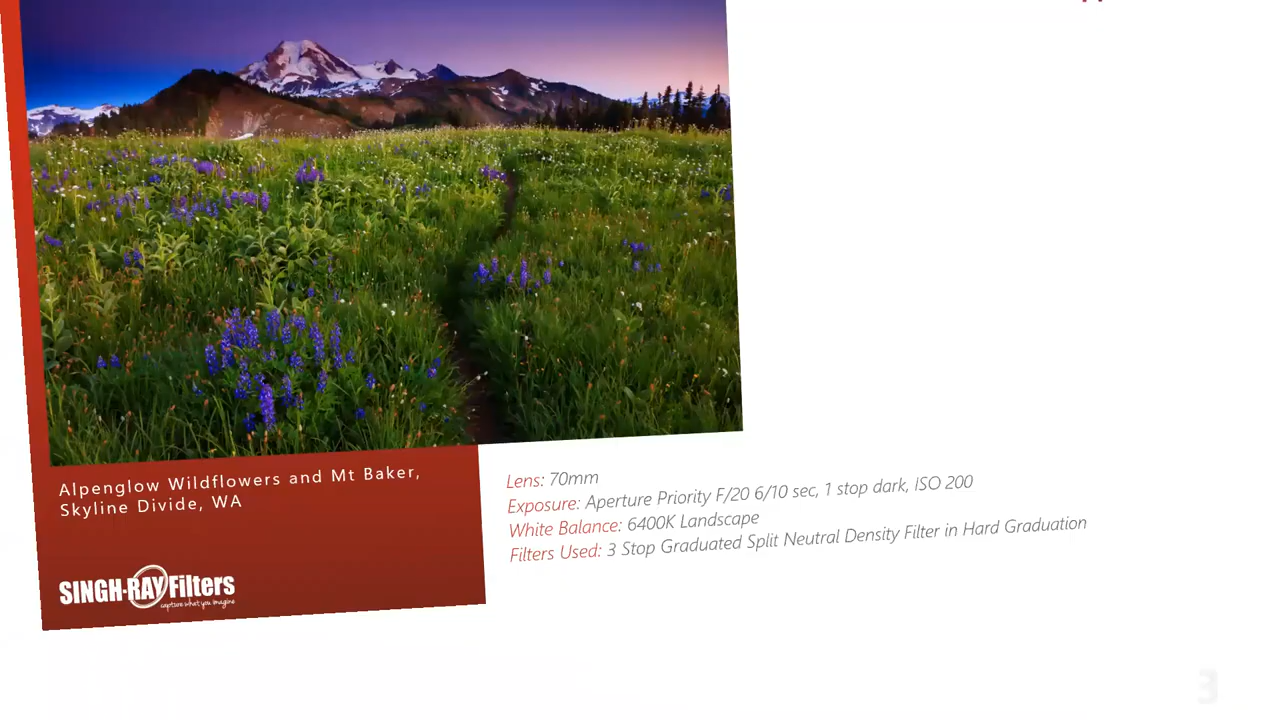 Alpenglow Wildflowers and Mt Baker,
Skyline Divide, WA
SINGH-RAY Filters
capture what you imagine
Lens: 70mm
Exposure: Aperture Priority F/20 6/10 sec, 1 stop dark, ISO 200
White Balance: 6400K Landscape
Filters Used: 3 Stop Graduated Split Neutral Density Filter in Hard Graduation
3